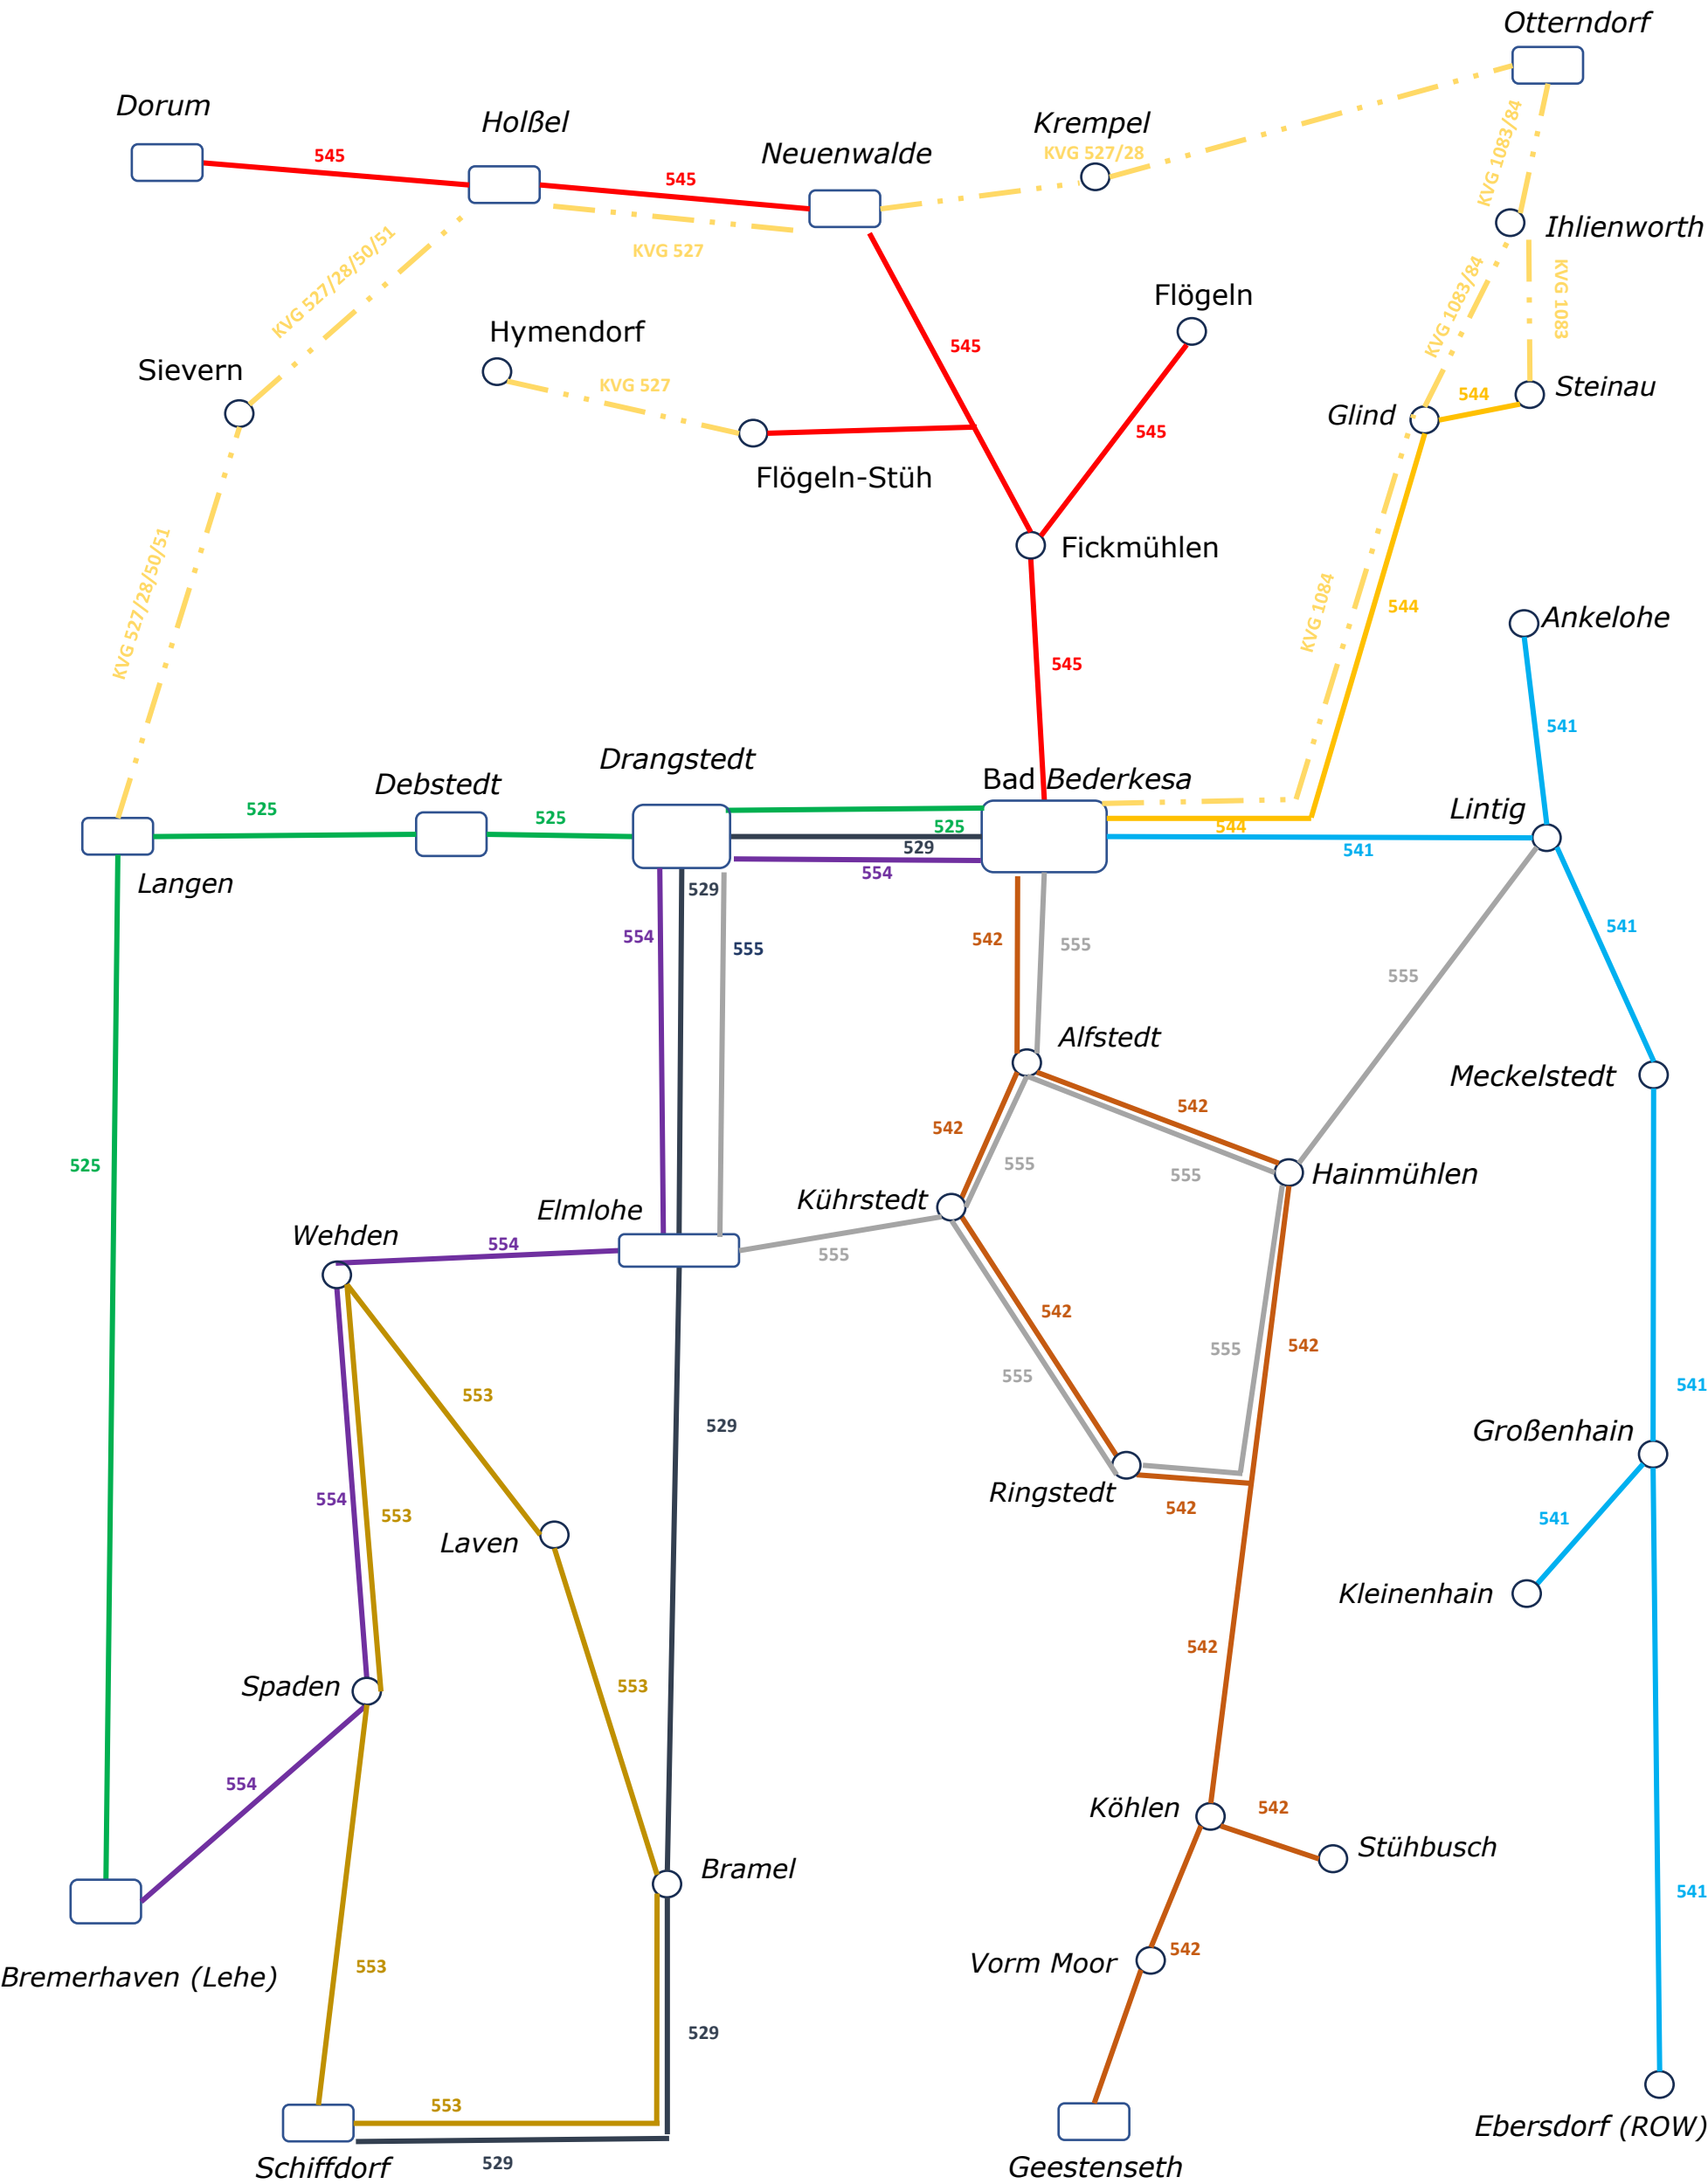 Otterndorf
Dorum
Holßel
Krempel
KVG 1083/84
Neuenwalde
KVG 527/28
545
545
Ihlienworth
KVG 527/28/50/51
KVG 527
KVG 1083/84
KVG 1083
Flögeln
Hymendorf
545
Sievern
KVG 527
Steinau
544
Glind
545
Flögeln-Stüh
Fickmühlen
KVG 527/28/50/51
KVG 1084
544
Ankelohe
545
541
Drangstedt
Bad Bederkesa
Debstedt
Lintig
525
525
525
544
529
541
554
Langen
529
554
555
542
555
541
555
Alfstedt
Meckelstedt
542
542
525
555
555
Hainmühlen
Kührstedt
Elmlohe
Wehden
554
555
542
542
555
555
541
553
529
Großenhain
Ringstedt
554
553
542
541
Laven
Kleinenhain
542
Spaden
553
554
Köhlen
542
Stühbusch
Bramel
541
542
Vorm Moor
553
Bremerhaven (Lehe)
529
553
Ebersdorf (ROW)
529
Schiffdorf
Geestenseth